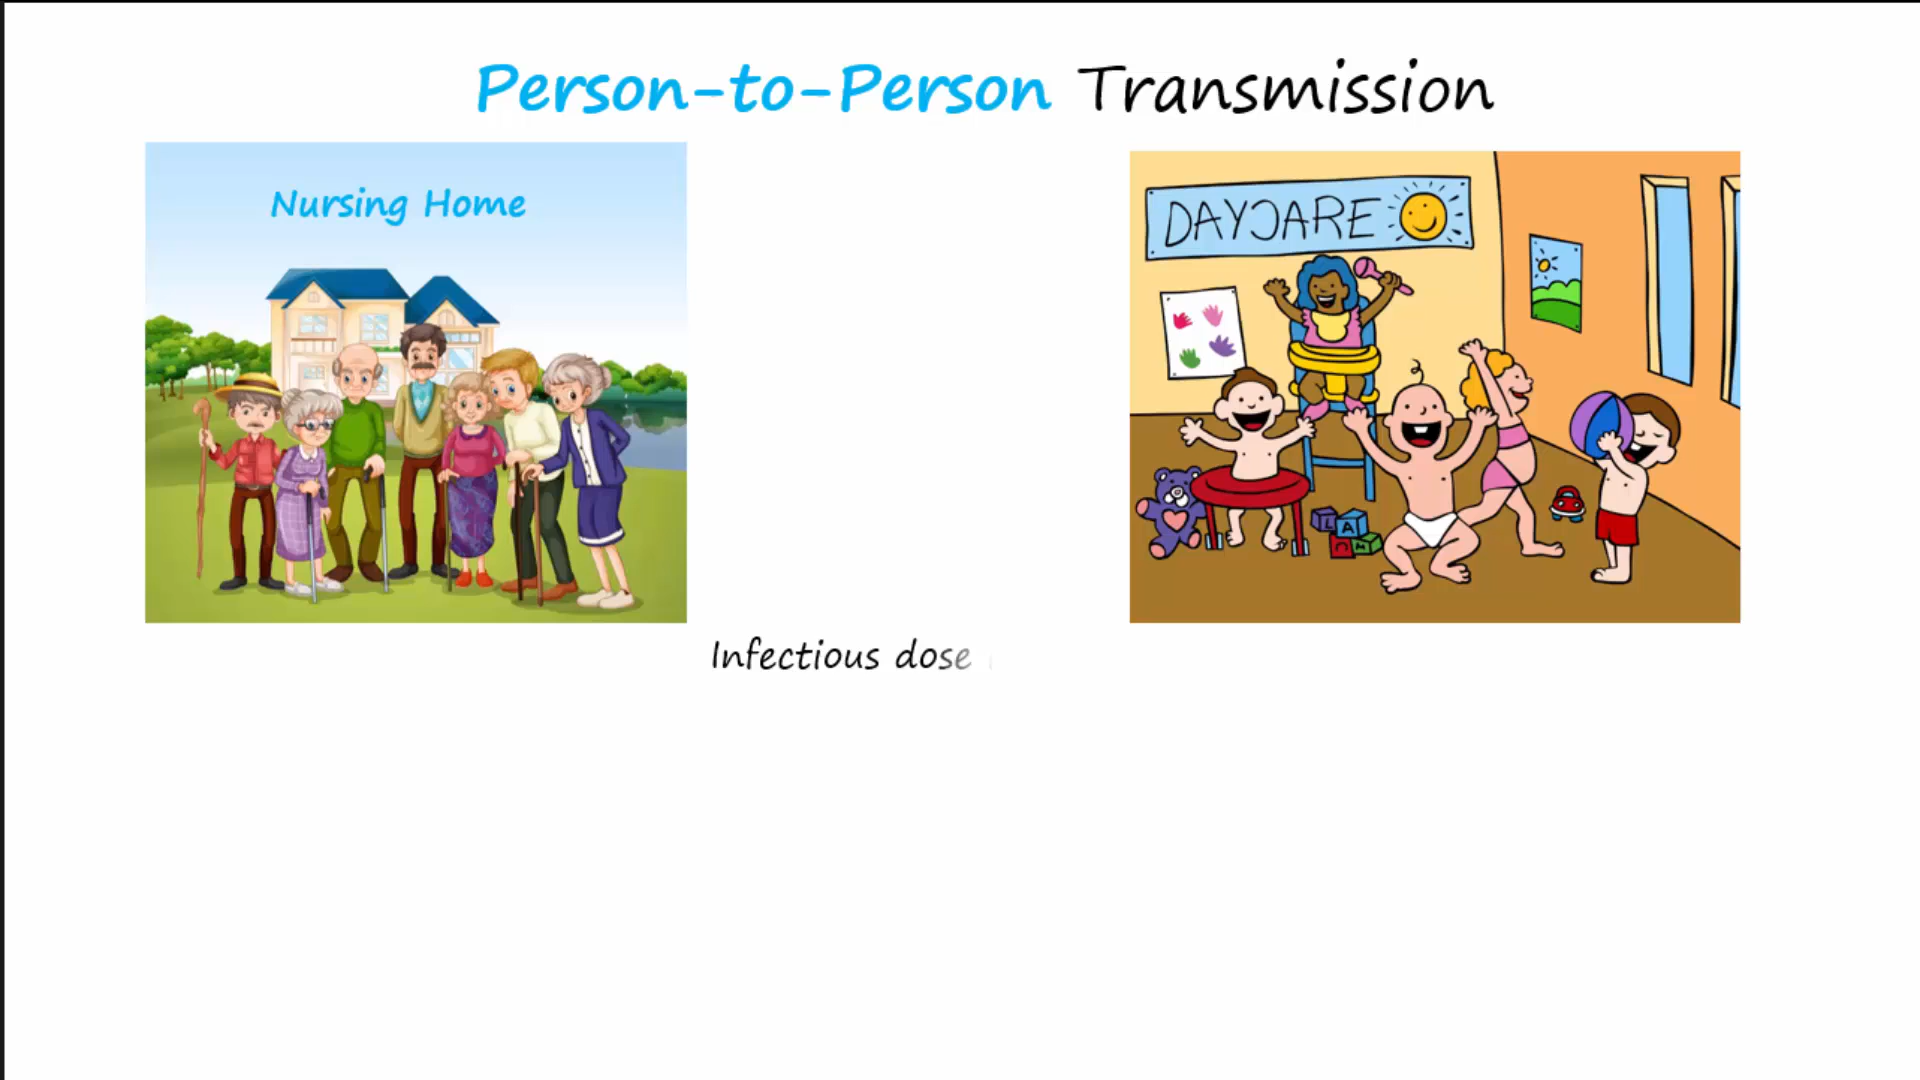 Person-to-Person Transmission
Nursing Home
DAYCARE
L A
Infectious dose